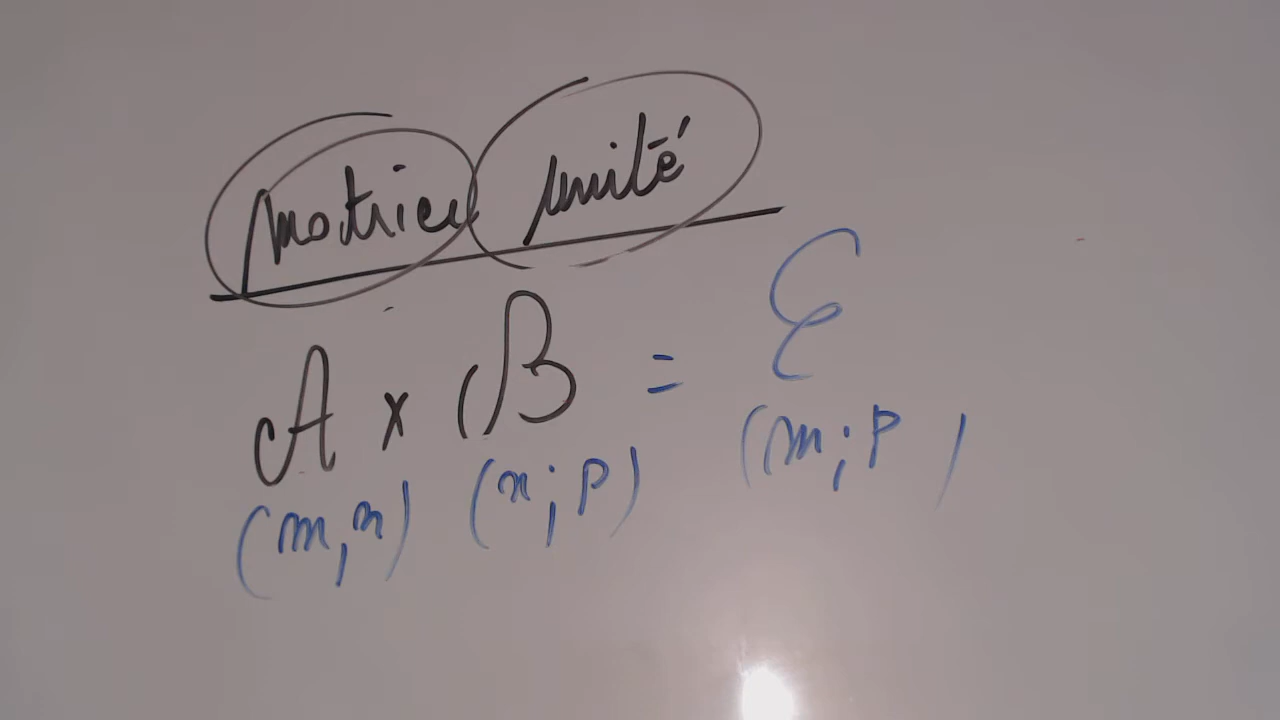 Matrice unité
A x B = C
(m,n) (n;p) (m;p)